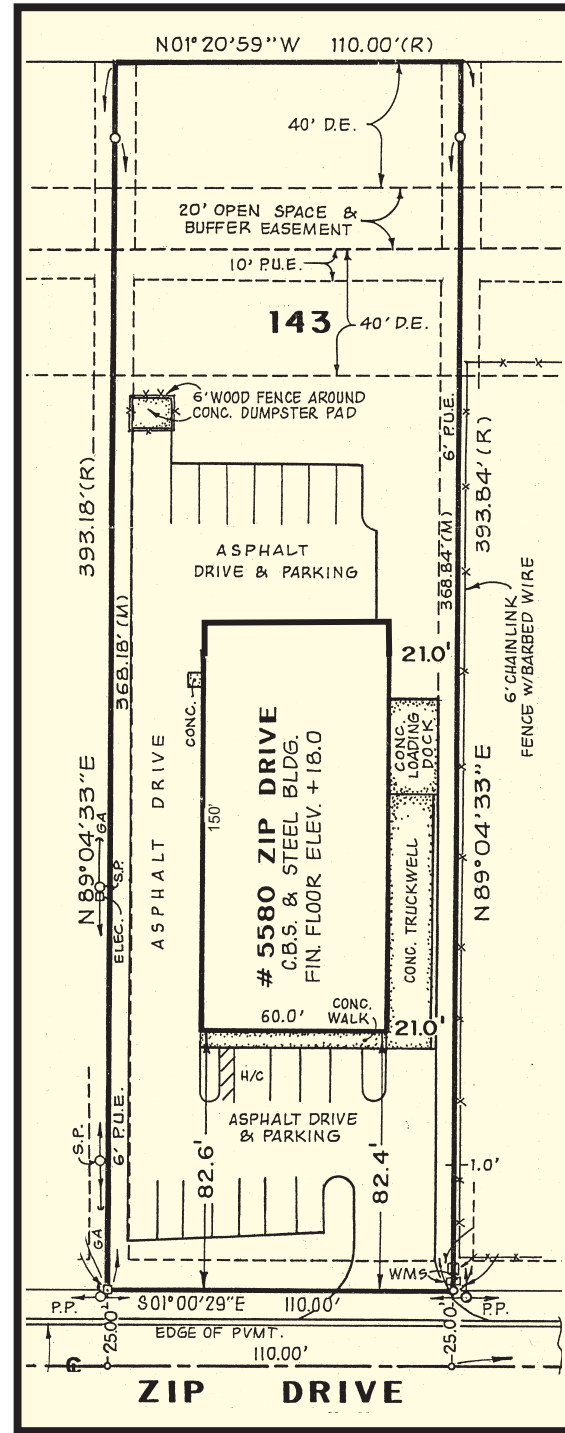 N01°20'59"W 110.00'(R)
40' D.E.
20' OPEN SPACE &
BUFFER EASEMENT
10' P.U.E.
143
40' D.E.
6' WOOD FENCE AROUND
CONC. DUMPSTER PAD
6' P.U.E.
393.18'(R)
393.84'(R)
368.84'(M)
ASPHALT
DRIVE & PARKING
6' CHAINLINK
FENCE W/BARBED WIRE
368.18' (M)
21.0'
CONC.
CONC.
LOADING
DOCK
ASPHALT DRIVE
150'
# 5580 ZIP DRIVE
C.B.S. & STEEL BLDG.
FIN. FLOOR ELEV. +18.0
N89°04'33"E
N89°04'33"E
GA
S.P.
ELEC.
CONC. TRUCKWELL
60.0'
CONC.
WALK
21.0'
H/C
ASPHALT DRIVE
& PARKING
6' P.U.E.
S.P.
82.6'
82.4'
1.0'
GA
WMS
P.P.
S01°00'29"E 110.00'
P.P.
25.00'
25.00'
EDGE OF PVMT.
110.00'
ZIP DRIVE